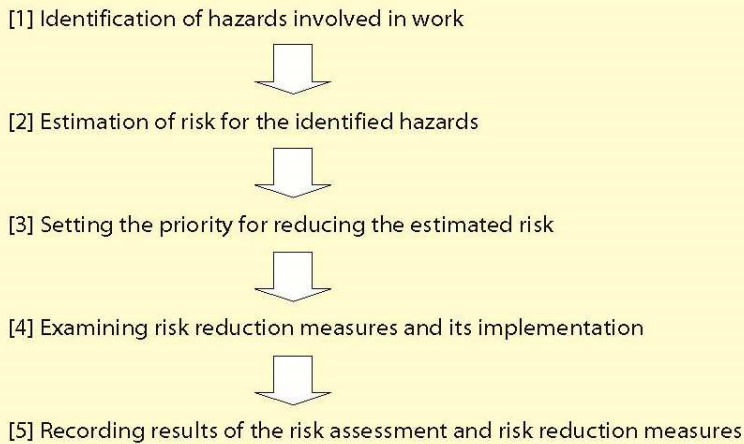 [1] Identification of hazards involved in work
[2] Estimation of risk for the identified hazards
[3] Setting the priority for reducing the estimated risk
[4] Examining risk reduction measures and its implementation
[5] Recording results of the risk assessment and risk reduction measures